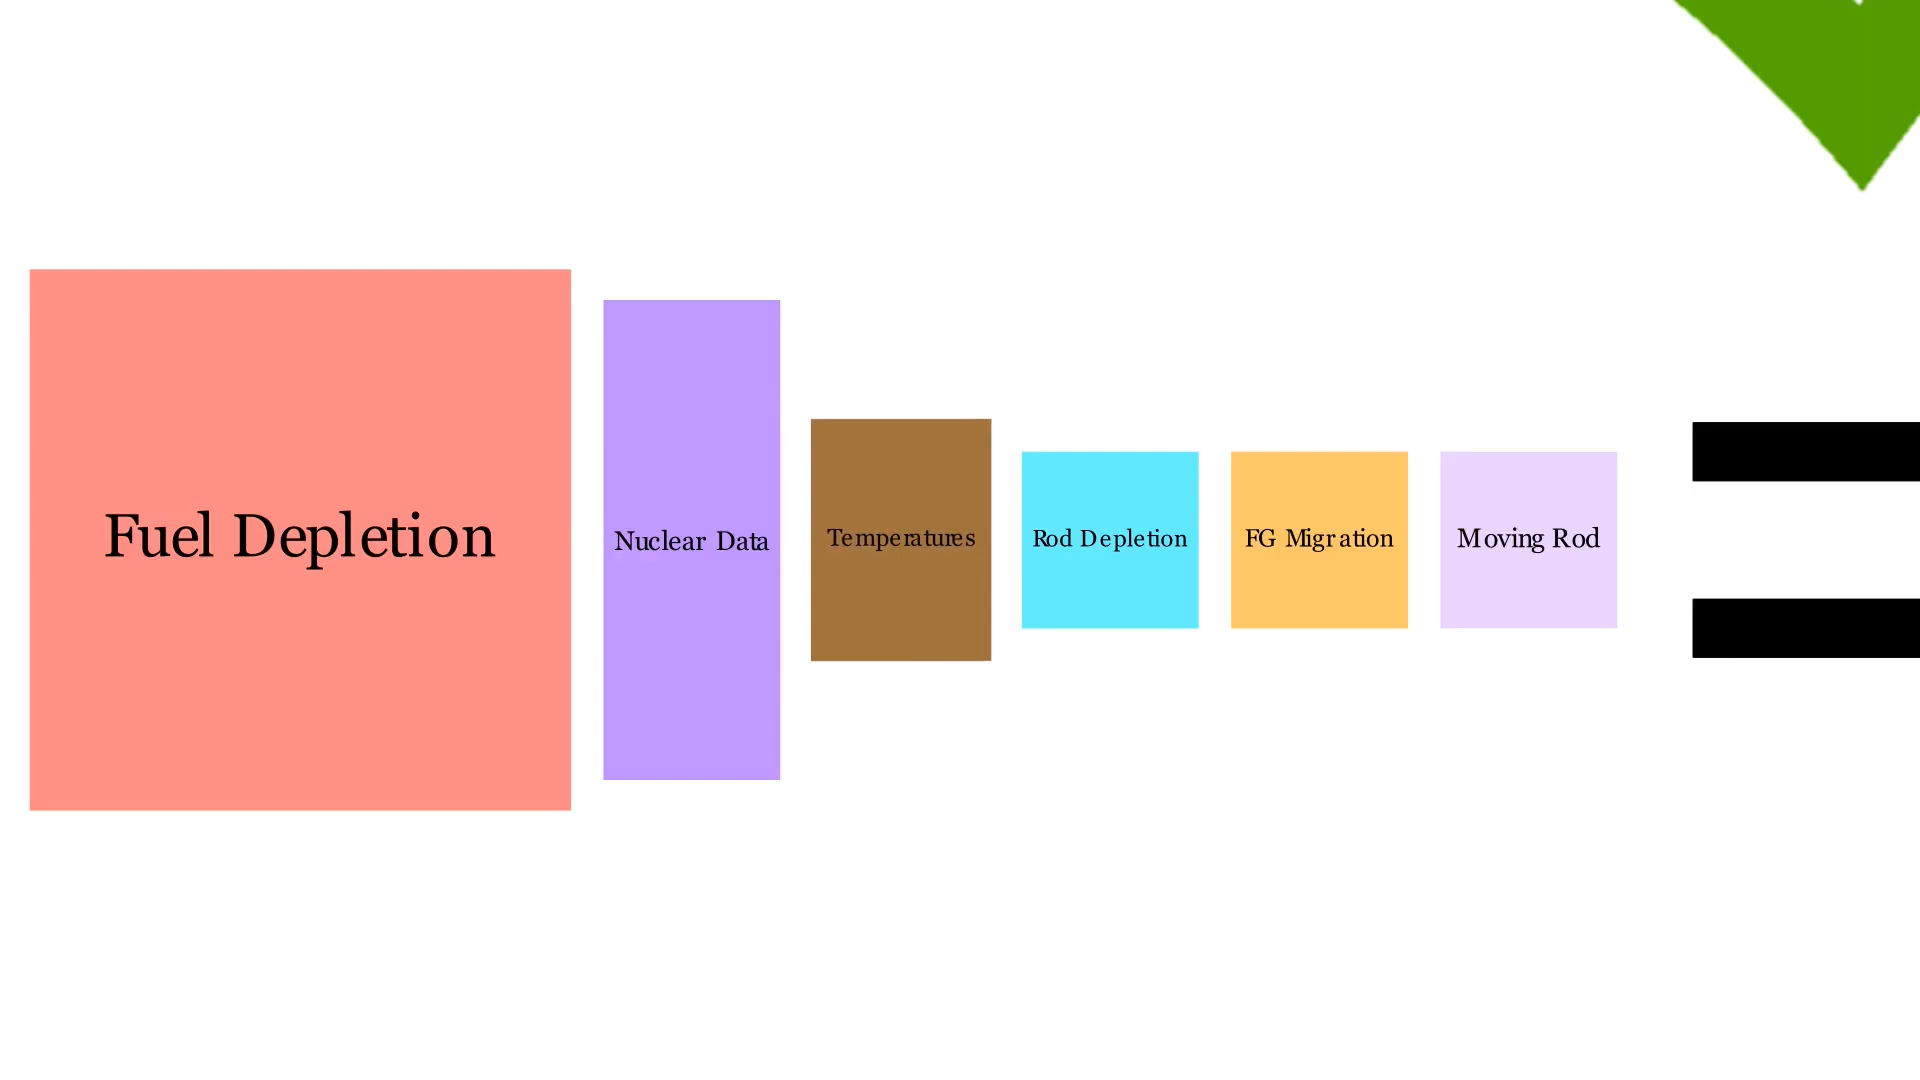 Fuel Depletion
Nuclear Data
Temperatures
Rod Depletion
FG Migration
Moving Rod